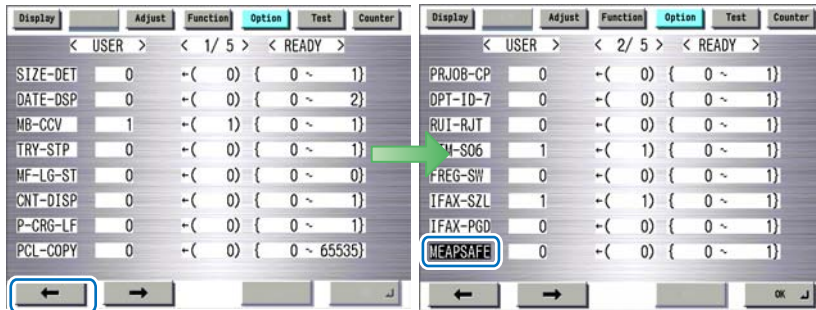 Display Adjust Function Option Test Counter
< USER > < 1/ 5 > < READY >
SIZE-DET 0 ←( 0) { 0 ~ 1}
DATE-DSP 0 ←( 0) { 0 ~ 2}
MB-CCV 1 ←( 1) { 0 ~ 1}
TRY-STP 0 ←( 0) { 0 ~ 1}
MF-LG-ST 0 ←( 0) { 0 ~ 0}
CNT-DISP 0 ←( 0) { 0 ~ 1}
P-CRG-LF 0 ←( 0) { 0 ~ 1}
PCL-COPY 0 ←( 0) { 0 ~ 65535}
← →
Display Adjust Function Option Test Counter
< USER > < 2/ 5 > < READY >
PRJOB-CP 0 ←( 0) { 0 ~ 1}
DPT-ID-7 0 ←( 0) { 0 ~ 1}
RUI-RJT 0 ←( 0) { 0 ~ 1}
M-SO6 1 ←( 1) { 0 ~ 1}
FREG-SW 0 ←( 0) { 0 ~ 1}
IFAX-SZL 1 ←( 1) { 0 ~ 1}
IFAX-PGD 0 ←( 0) { 0 ~ 1}
MEAPSAFE 0 ←( 0) { 0 ~ 1}
← → OK ┘